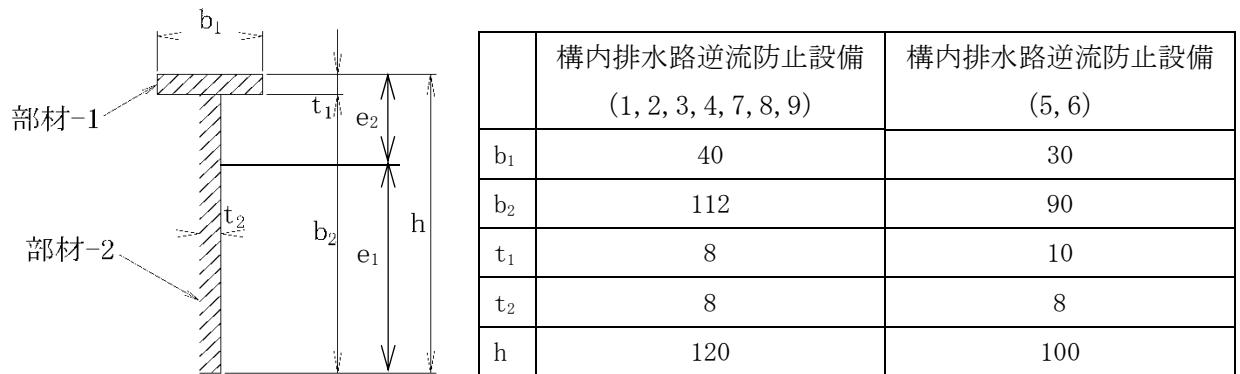 b₁
部材-1
t₁
e₂
t₂
b₂
h
e₁
部材-2
構内排水路逆流防止設備 構内排水路逆流防止設備
(1, 2, 3, 4, 7, 8, 9) (5, 6)
b₁ 40 30
b₂ 112 90
t₁ 8 10
t₂ 8 8
h 120 100